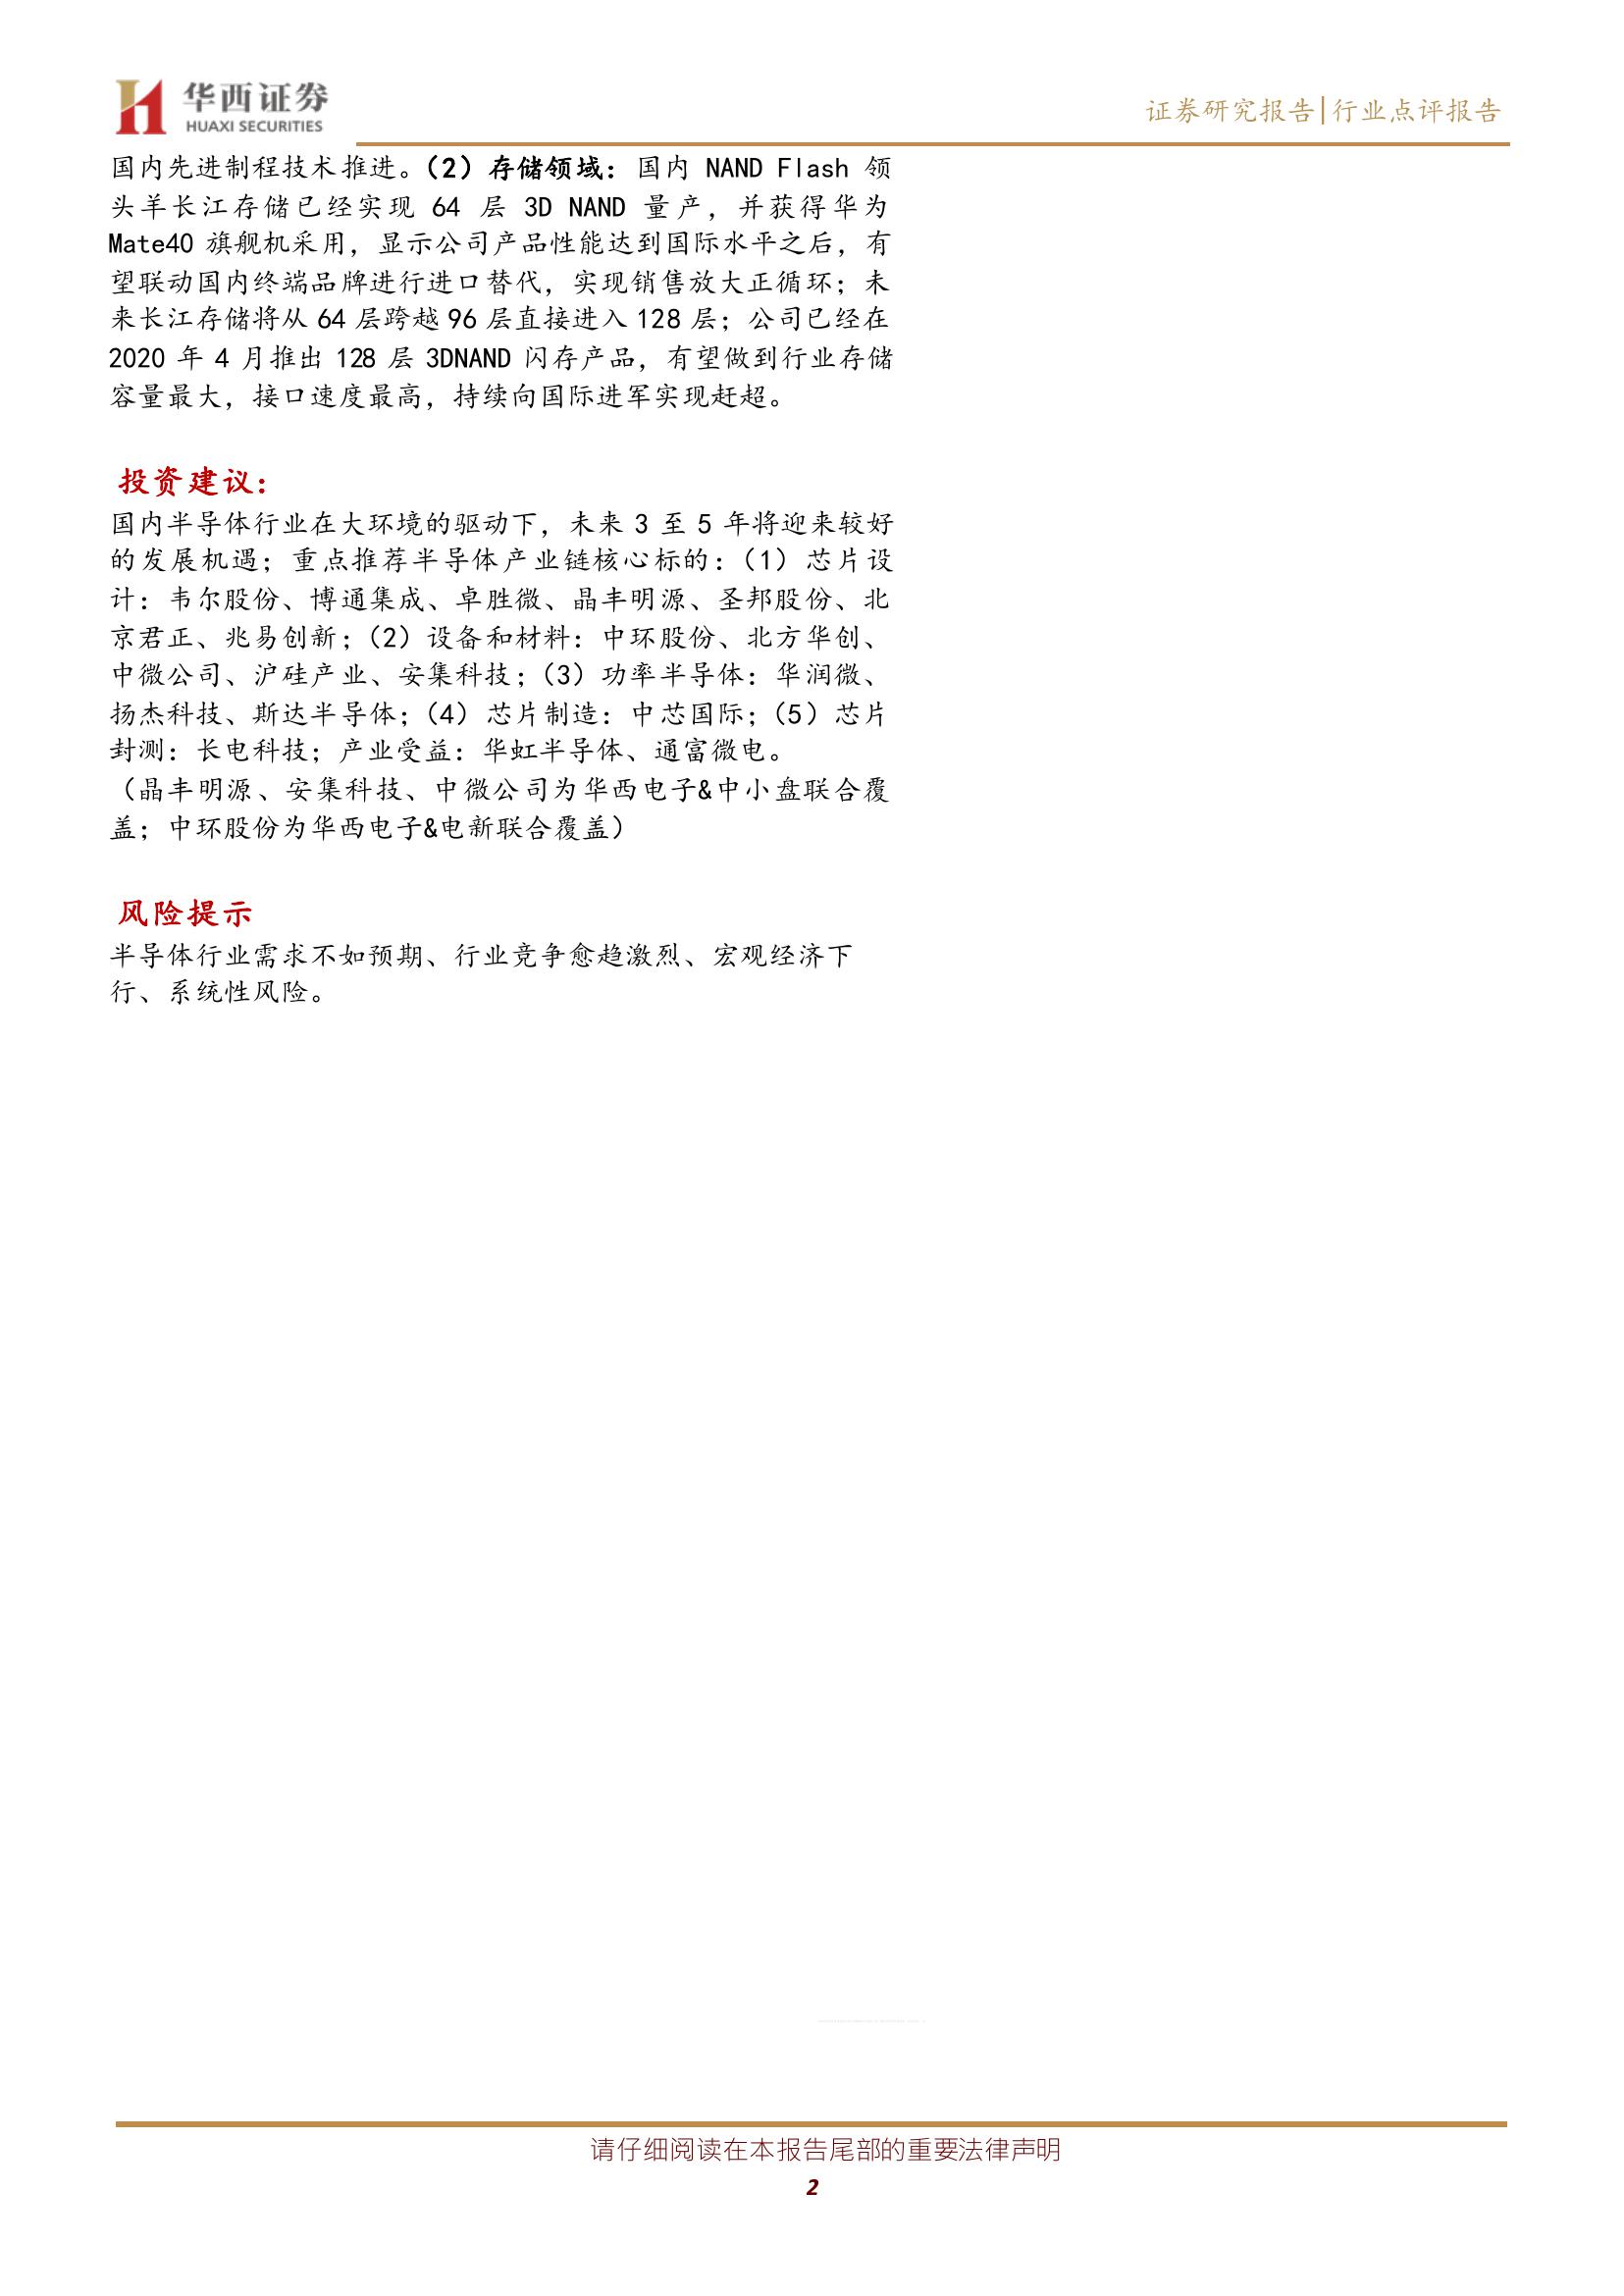 华西证券
HUAXI SECURITIES
证券研究报告|行业点评报告
国内先进制程技术推进。（2）存储领域：国内 NAND Flash 领
头羊长江存储已经实现 64 层 3D NAND 量产，并获得华为
Mate40 旗舰机采用，显示公司产品性能达到国际水平之后，有
望联动国内终端品牌进行进口替代，实现销售放大正循环；未
来长江存储将从 64 层跨越 96 层直接进入 128 层；公司已经在
2020 年 4 月推出 128 层 3DNAND 闪存产品，有望做到行业存储
容量最大，接口速度最高，持续向国际进军实现赶超。
投资建议：
国内半导体行业在大环境的驱动下，未来 3 至 5 年将迎来较好
的发展机遇；重点推荐半导体产业链核心标的：（1）芯片设
计：韦尔股份、博通集成、卓胜微、晶丰明源、圣邦股份、北
京君正、兆易创新；（2）设备和材料：中环股份、北方华创、
中微公司、沪硅产业、安集科技；（3）功率半导体：华润微、
扬杰科技、斯达半导体；（4）芯片制造：中芯国际；（5）芯片
封测：长电科技；产业受益：华虹半导体、通富微电。
（晶丰明源、安集科技、中微公司为华西电子&中小盘联合覆
盖；中环股份为华西电子&电新联合覆盖）
风险提示
半导体行业需求不如预期、行业竞争愈趋激烈、宏观经济下
行、系统性风险。
请仔细阅读在本报告尾部的重要法律声明
2